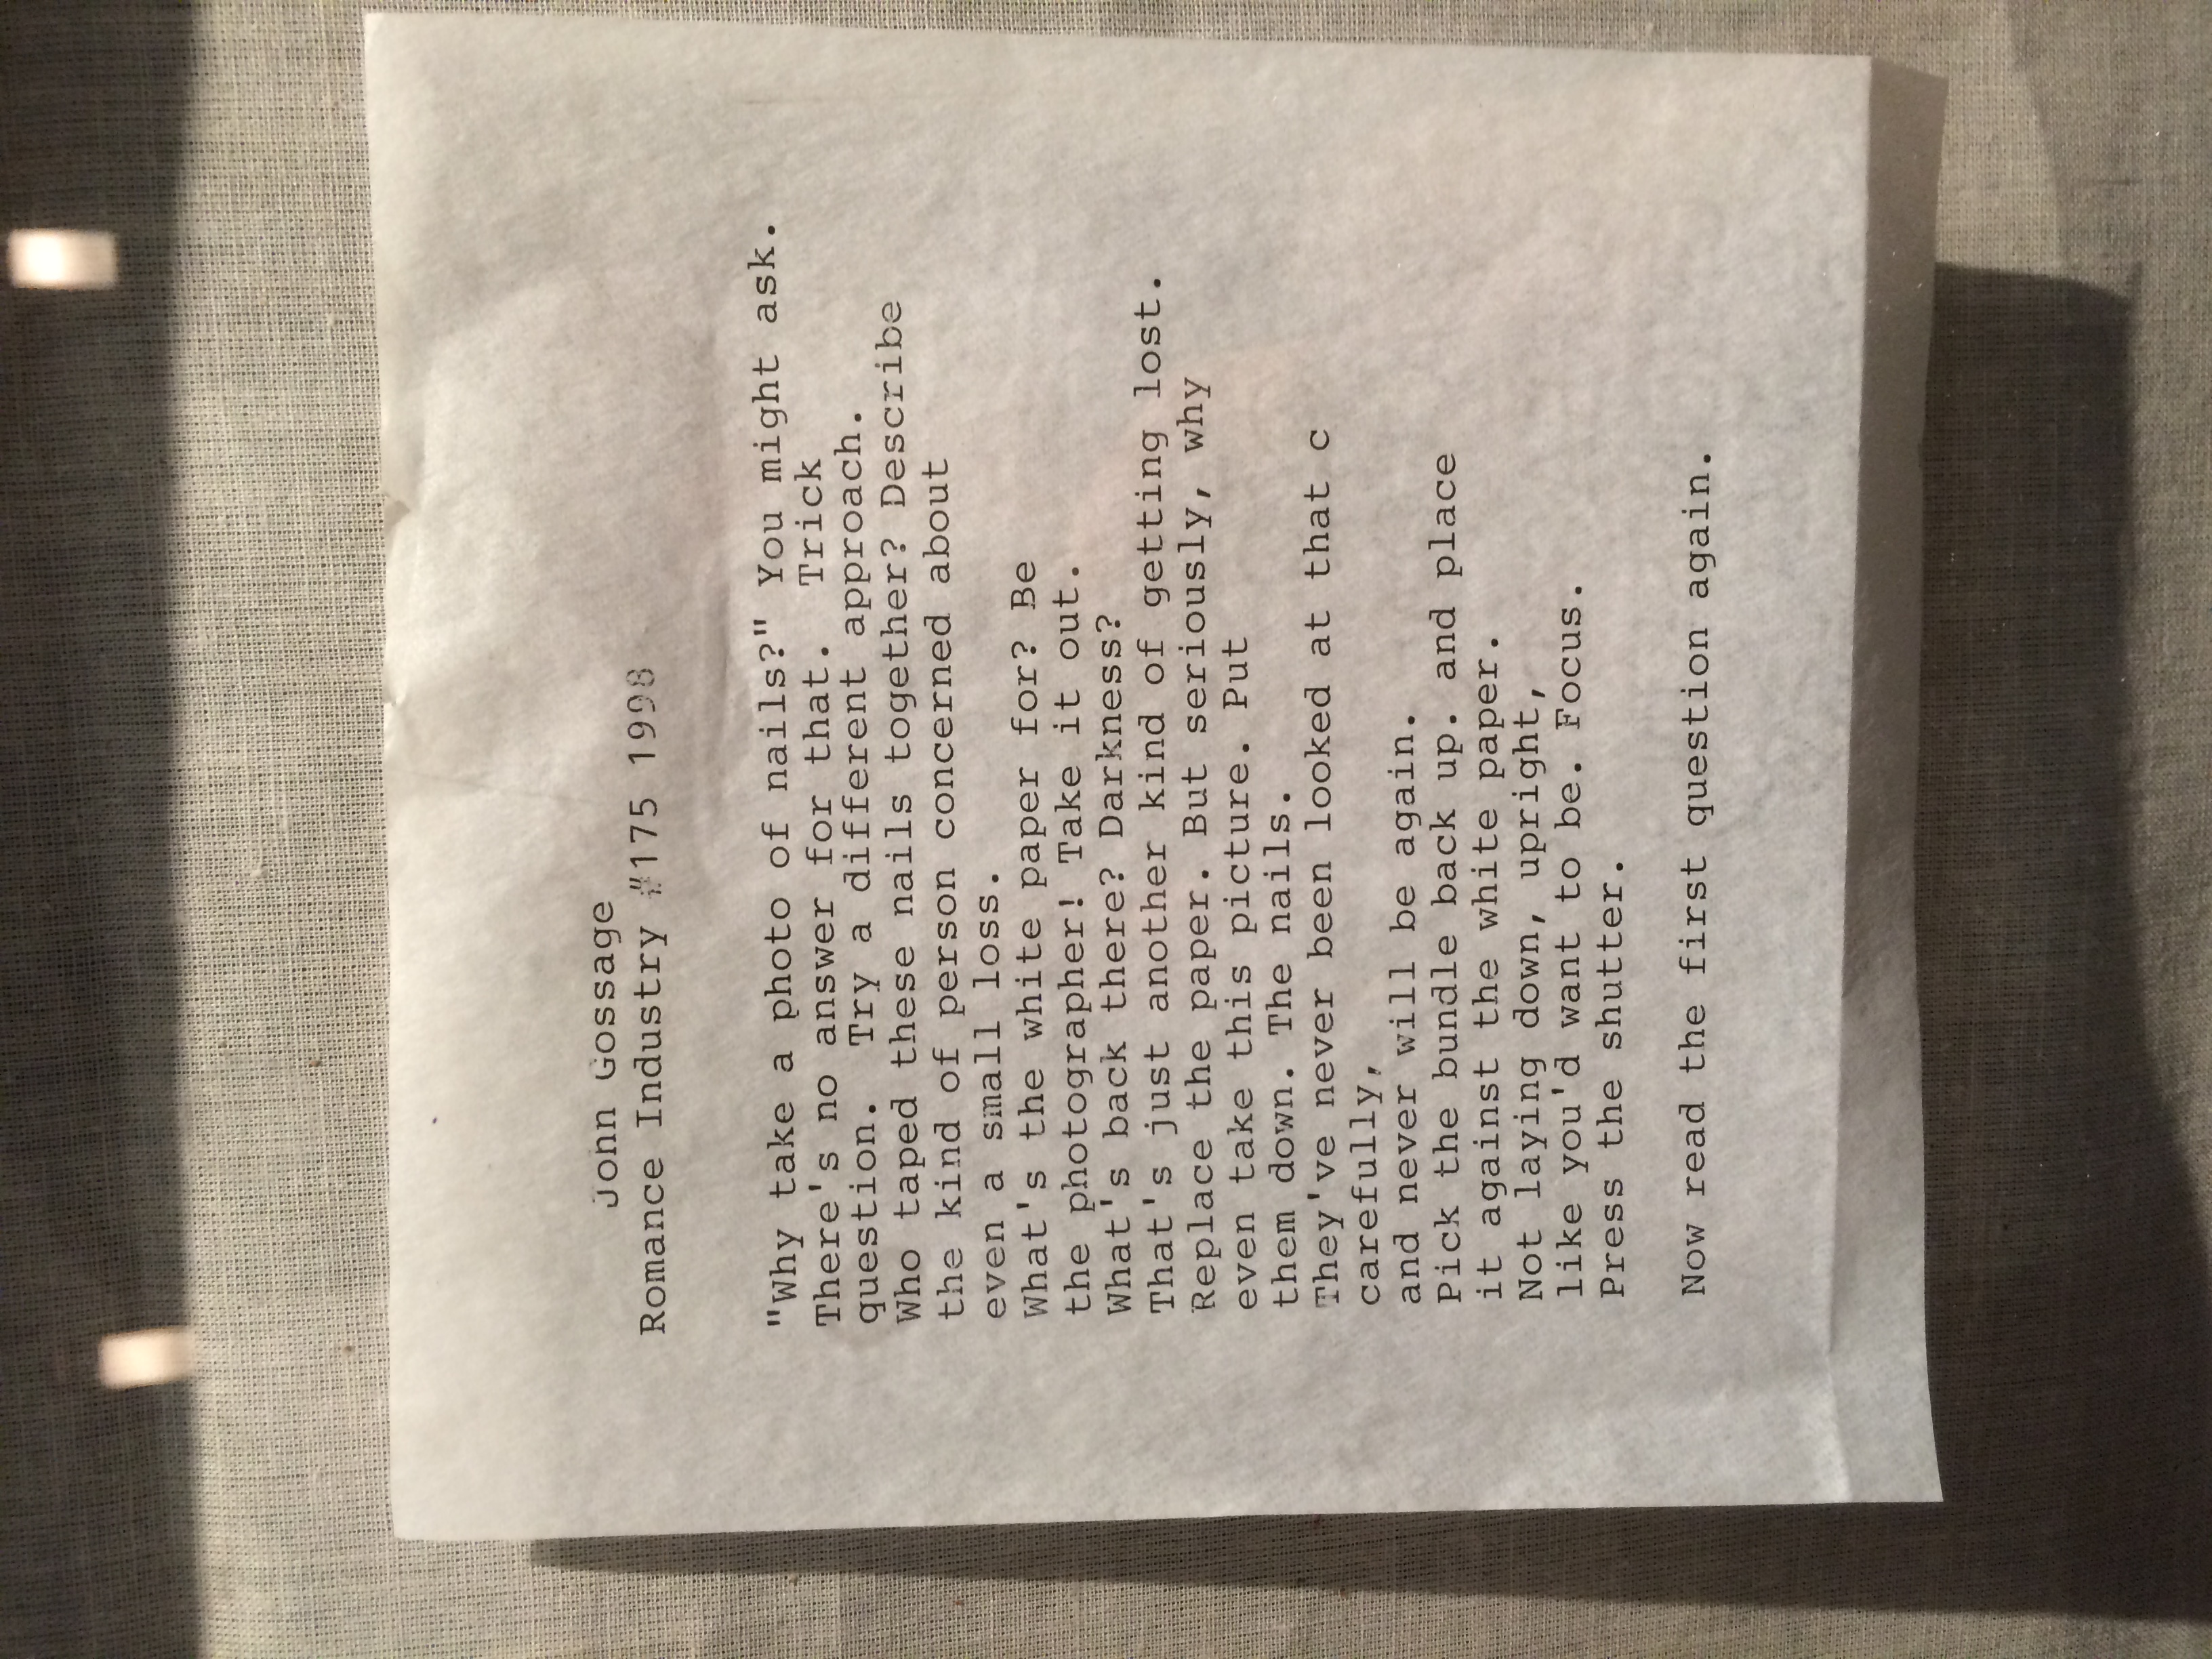 John Gossage
Romance Industry #175 1998
"Why take a photo of nails?" You might ask.
There's no answer for that.  Trick
question.  Try a different approach.
Who taped these nails together? Describe
the kind of person concerned about
even a small loss.
What's the white paper for? Be
the photographer! Take it out.
What's back there? Darkness?
That's just another kind of getting lost.
Replace the paper. But seriously, why
even take this picture. Put
them down. The nails.
They've never been looked at that c
carefully,
and never will be again.
Pick the bundle back up. and place
it against the white paper.
Not laying down, upright,
like you'd want to be. Focus.
Press the shutter.
Now read the first question again.